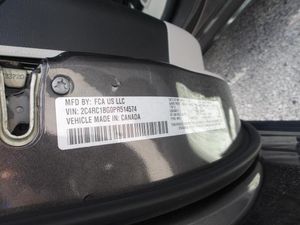 MFD BY: FCA US LLC
VIN: 2C4RC1BG0PR514574
VEHICLE MADE IN: CANADA